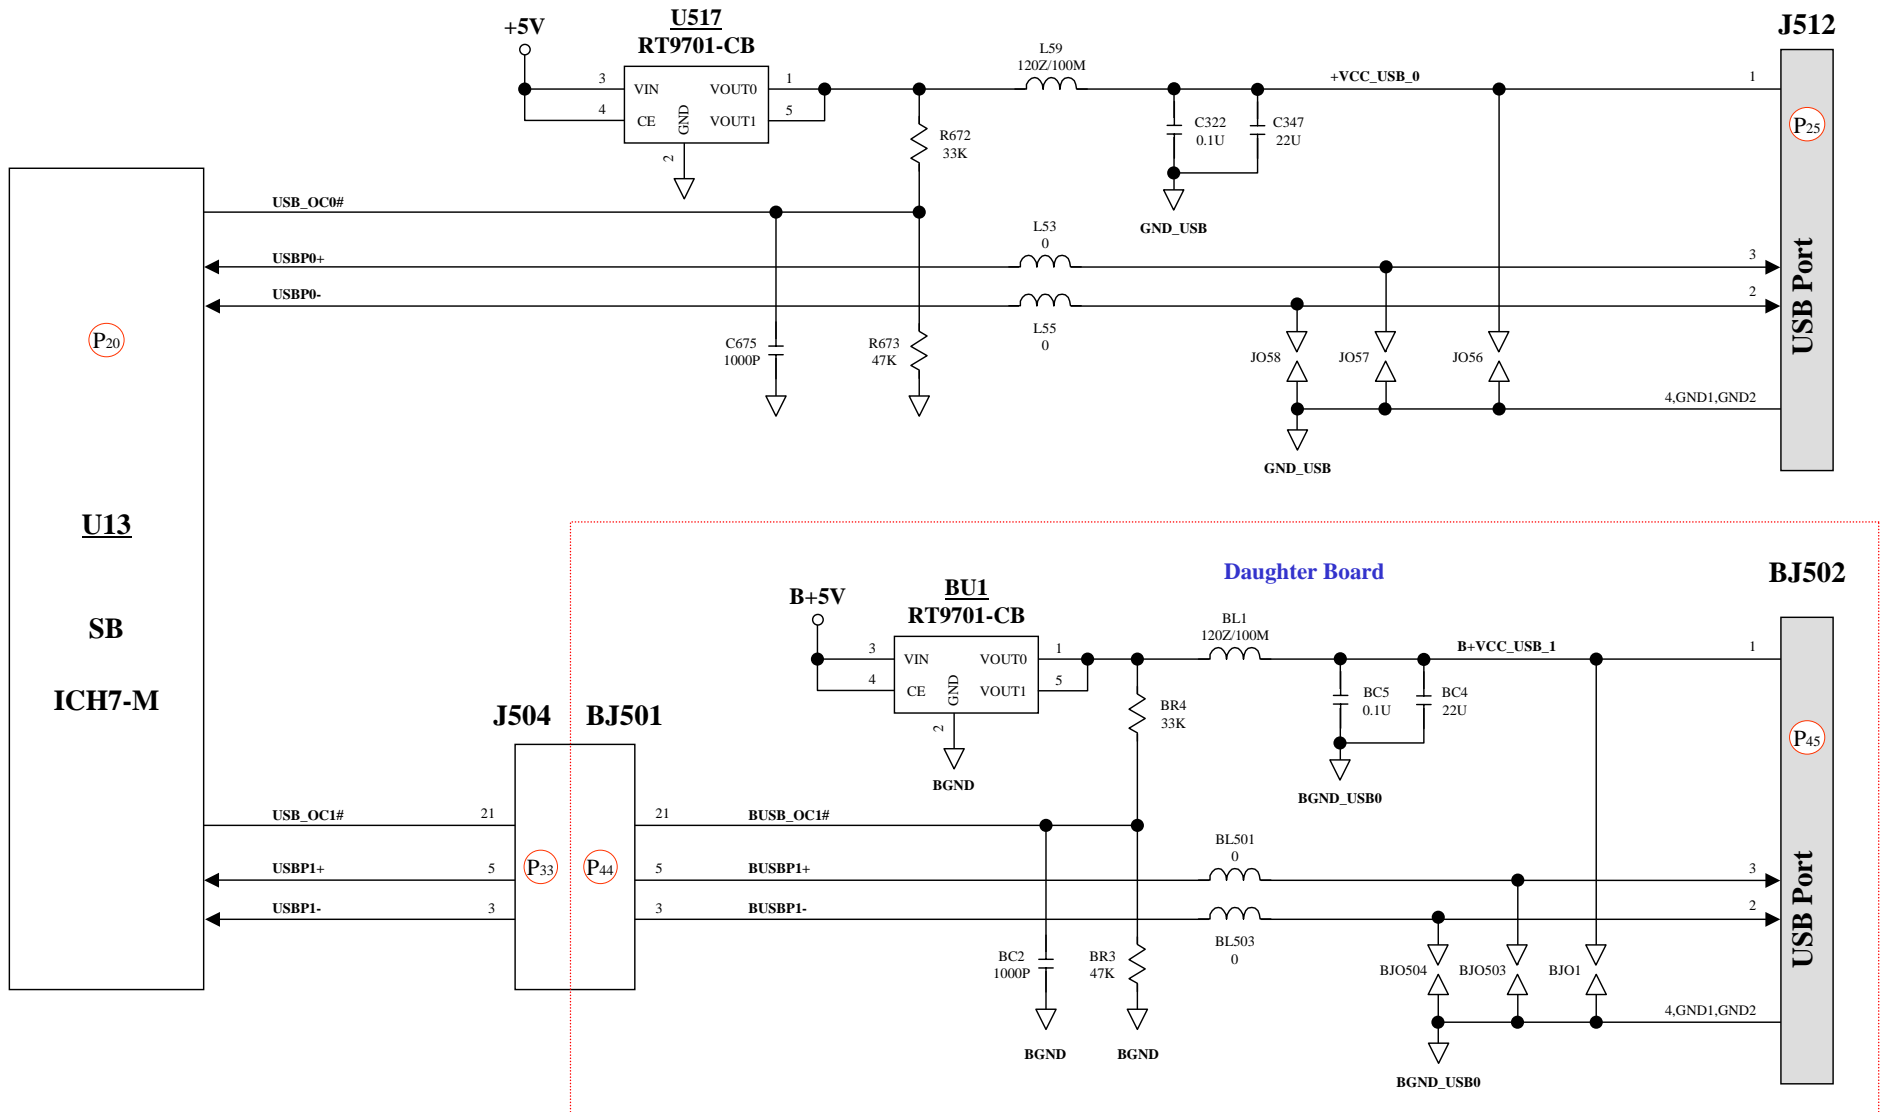 U517
RT9701-CB
+5V
3
VIN
VOUT0
1
4
CE
GND
VOUT1
5
2
L59
120Z/100M
+VCC_USB_0
J512
1
P25
R672
33K
C322
0.1U
C347
22U
GND_USB
USB_OC0#
USBP0+
L53
0
3
USBP0-
L55
0
2
P20
C675
1000P
R673
47K
JO58
JO57
JO56
USB Port
4,GND1,GND2
GND_USB
U13
SB
ICH7-M
Daughter Board
BJ502
B+5V
BU1
RT9701-CB
3
VIN
VOUT0
1
4
CE
GND
VOUT1
5
2
BGND
BL1
120Z/100M
B+VCC_USB_1
1
BR4
33K
BC5
0.1U
BC4
22U
BGND_USB0
P45
J504
BJ501
USB_OC1#
21
21
BUSB_OC1#
USBP1+
5
P33
P44
5
BUSBP1+
BL501
0
3
USBP1-
3
3
BUSBP1-
BL503
0
2
BC2
1000P
BR3
47K
BJO504
BJO503
BJO1
USB Port
4,GND1,GND2
BGND
BGND
BGND_USB0